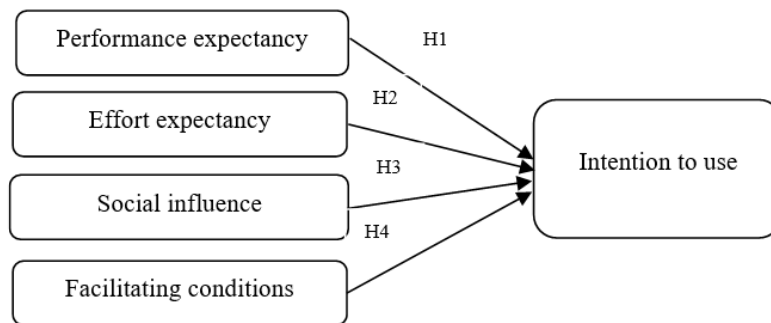 Performance expectancy
H1
H2
Effort expectancy
H3
Intention to use
Social influence
H4
Facilitating conditions